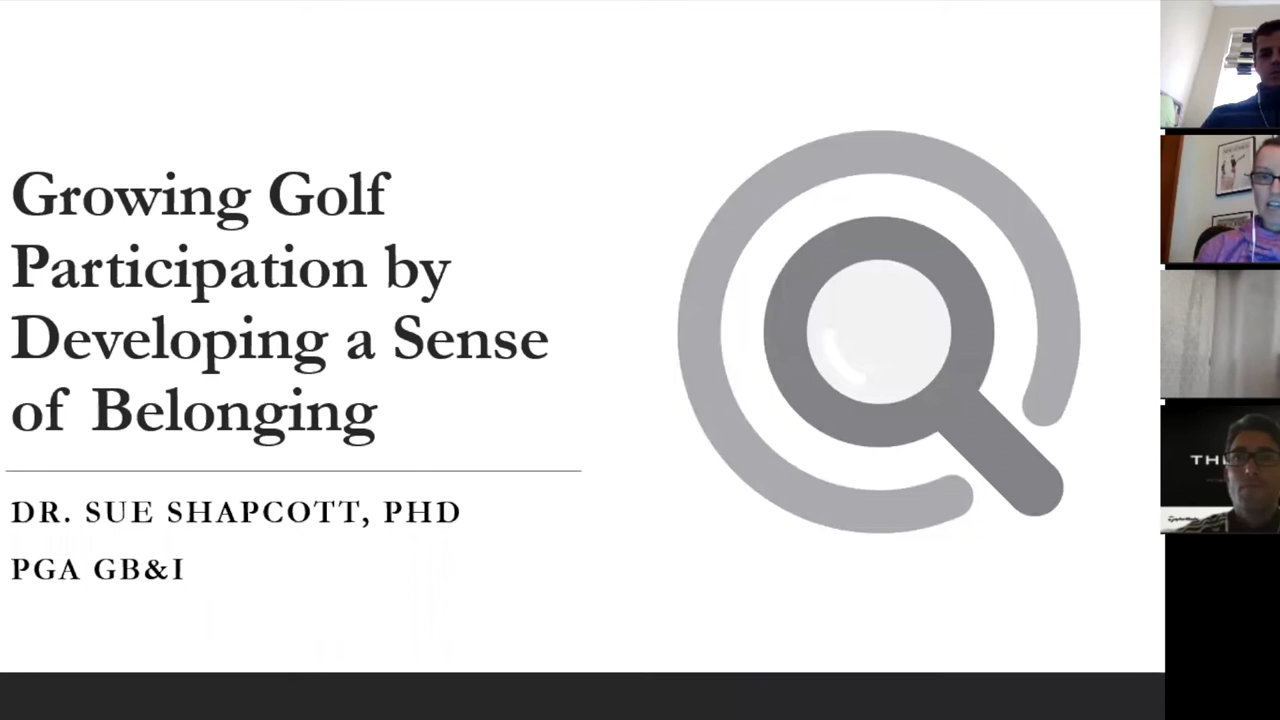 Growing Golf
Participation by
Developing a Sense
of Belonging
DR. SUE SHAPCOTT, PHD
PGA GB&I